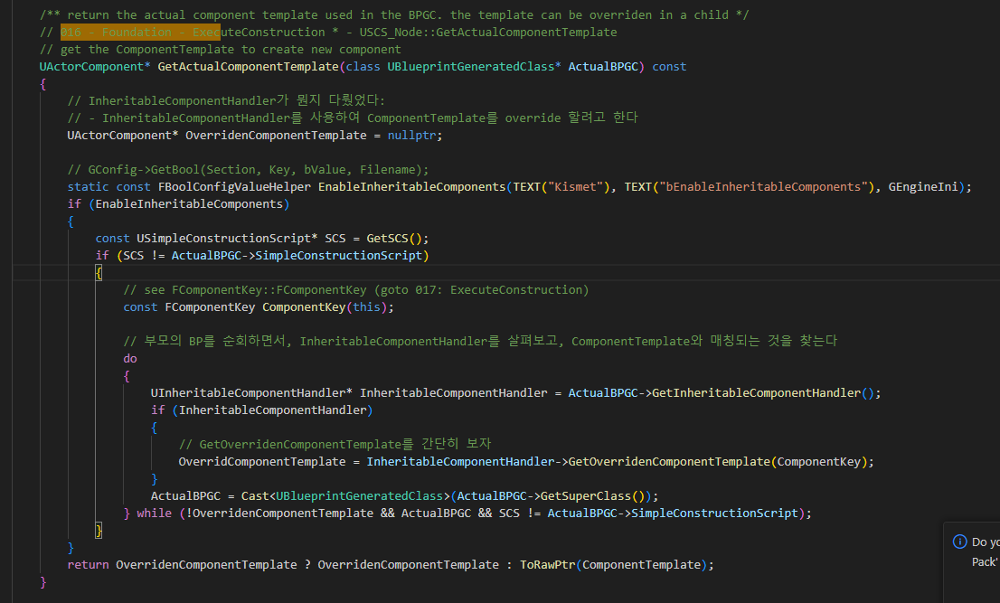 /** return the actual component template used in the BPGC. the template can be overriden in a child */
// 016 - Foundation - ExecuteConstruction * - USCS_Node::GetActualComponentTemplate
// get the ComponentTemplate to create new component
UActorComponent* GetActualComponentTemplate(class UBlueprintGeneratedClass* ActualBPGC) const
{
// InheritableComponentHandler가 뭔지 다뤘었다:
// - InheritableComponentHandler를 사용하여 ComponentTemplate를 override 할려고 한다
UActorComponent* OverridenComponentTemplate = nullptr;
// GConfig->GetBool(Section, Key, bValue, Filename);
static const FBoolConfigValueHelper EnableInheritableComponents(TEXT("Kismet"), TEXT("bEnableInheritableComponents"), GEngineIni);
if (EnableInheritableComponents)
{
const USimpleConstructionScript* SCS = GetSCS();
if (SCS != ActualBPGC->SimpleConstructionScript)
{
// see FComponentKey::FComponentKey (goto 017: ExecuteConstruction)
const FComponentKey ComponentKey(this);
// 부모의 BP를 순회하면서, InheritableComponentHandler를 살펴보고, ComponentTemplate와 매칭되는 것을 찾는다
do
{
UInheritableComponentHandler* InheritableComponentHandler = ActualBPGC->GetInheritableComponentHandler();
if (InheritableComponentHandler)
{
// GetOverridenComponentTemplate를 간단히 보자
OverridComponentTemplate = InheritableComponentHandler->GetOverridenComponentTemplate(ComponentKey);
}
ActualBPGC = Cast<UBlueprintGeneratedClass>(ActualBPGC->GetSuperClass());
} while (!OverridenComponentTemplate && ActualBPGC && SCS != ActualBPGC->SimpleConstructionScript);
}
}
return OverridenComponentTemplate ? OverridenComponentTemplate : ToRawPtr(ComponentTemplate);
}
Do yo
Pack'